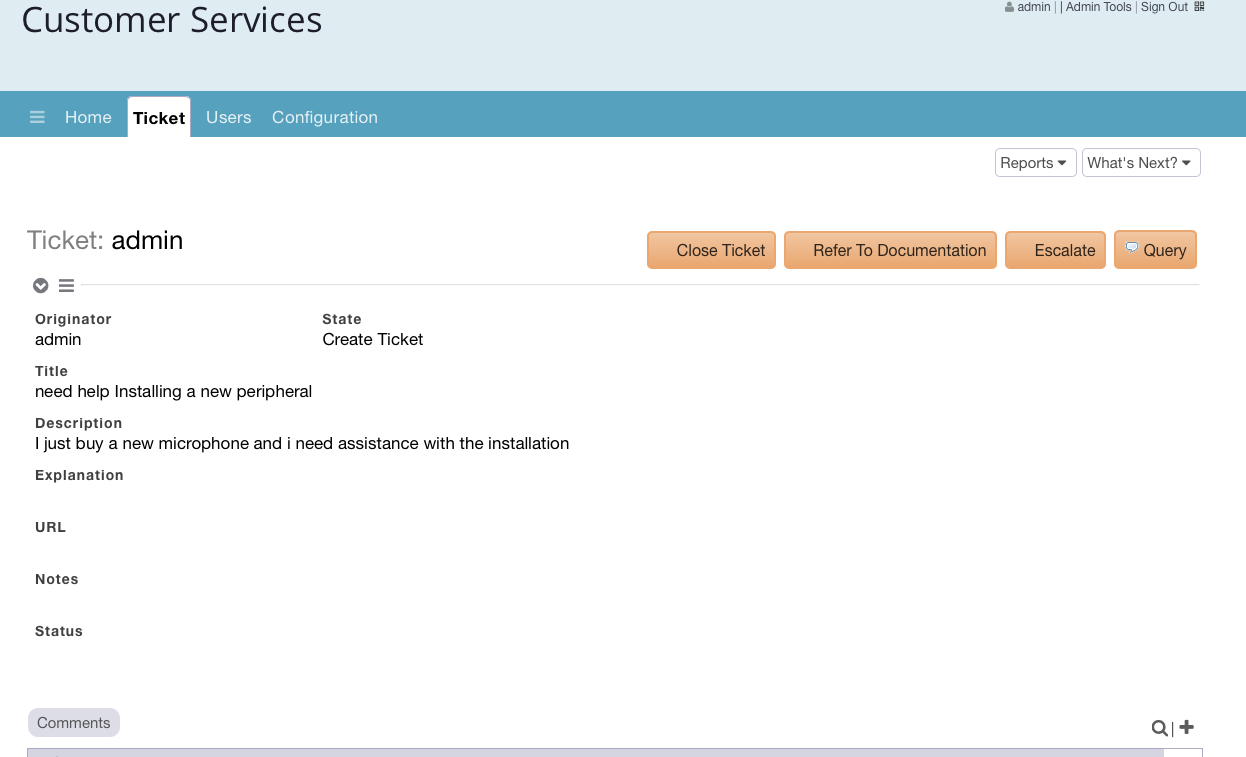 Customer Services
admin | | Admin Tools | Sign Out
Home Ticket Users Configuration
Reports What's Next?
Ticket: admin
Close Ticket Refer To Documentation Escalate Query
Originator State
admin Create Ticket
Title
need help Installing a new peripheral
Description
I just buy a new microphone and i need assistance with the installation
Explanation
URL
Notes
Status
Comments
|